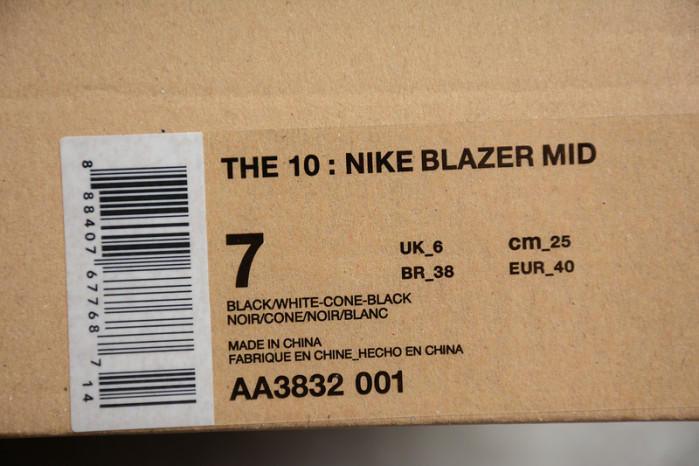 THE 10 : NIKE BLAZER MID
7
UK_6 cm_25
BR_38 EUR_40
BLACK/WHITE-CONE-BLACK
NOIR/CONE/NOIR/BLANC
MADE IN CHINA
FABRIQUE EN CHINE_HECHO EN CHINA
AA3832 001
8 88407 67768 7 14